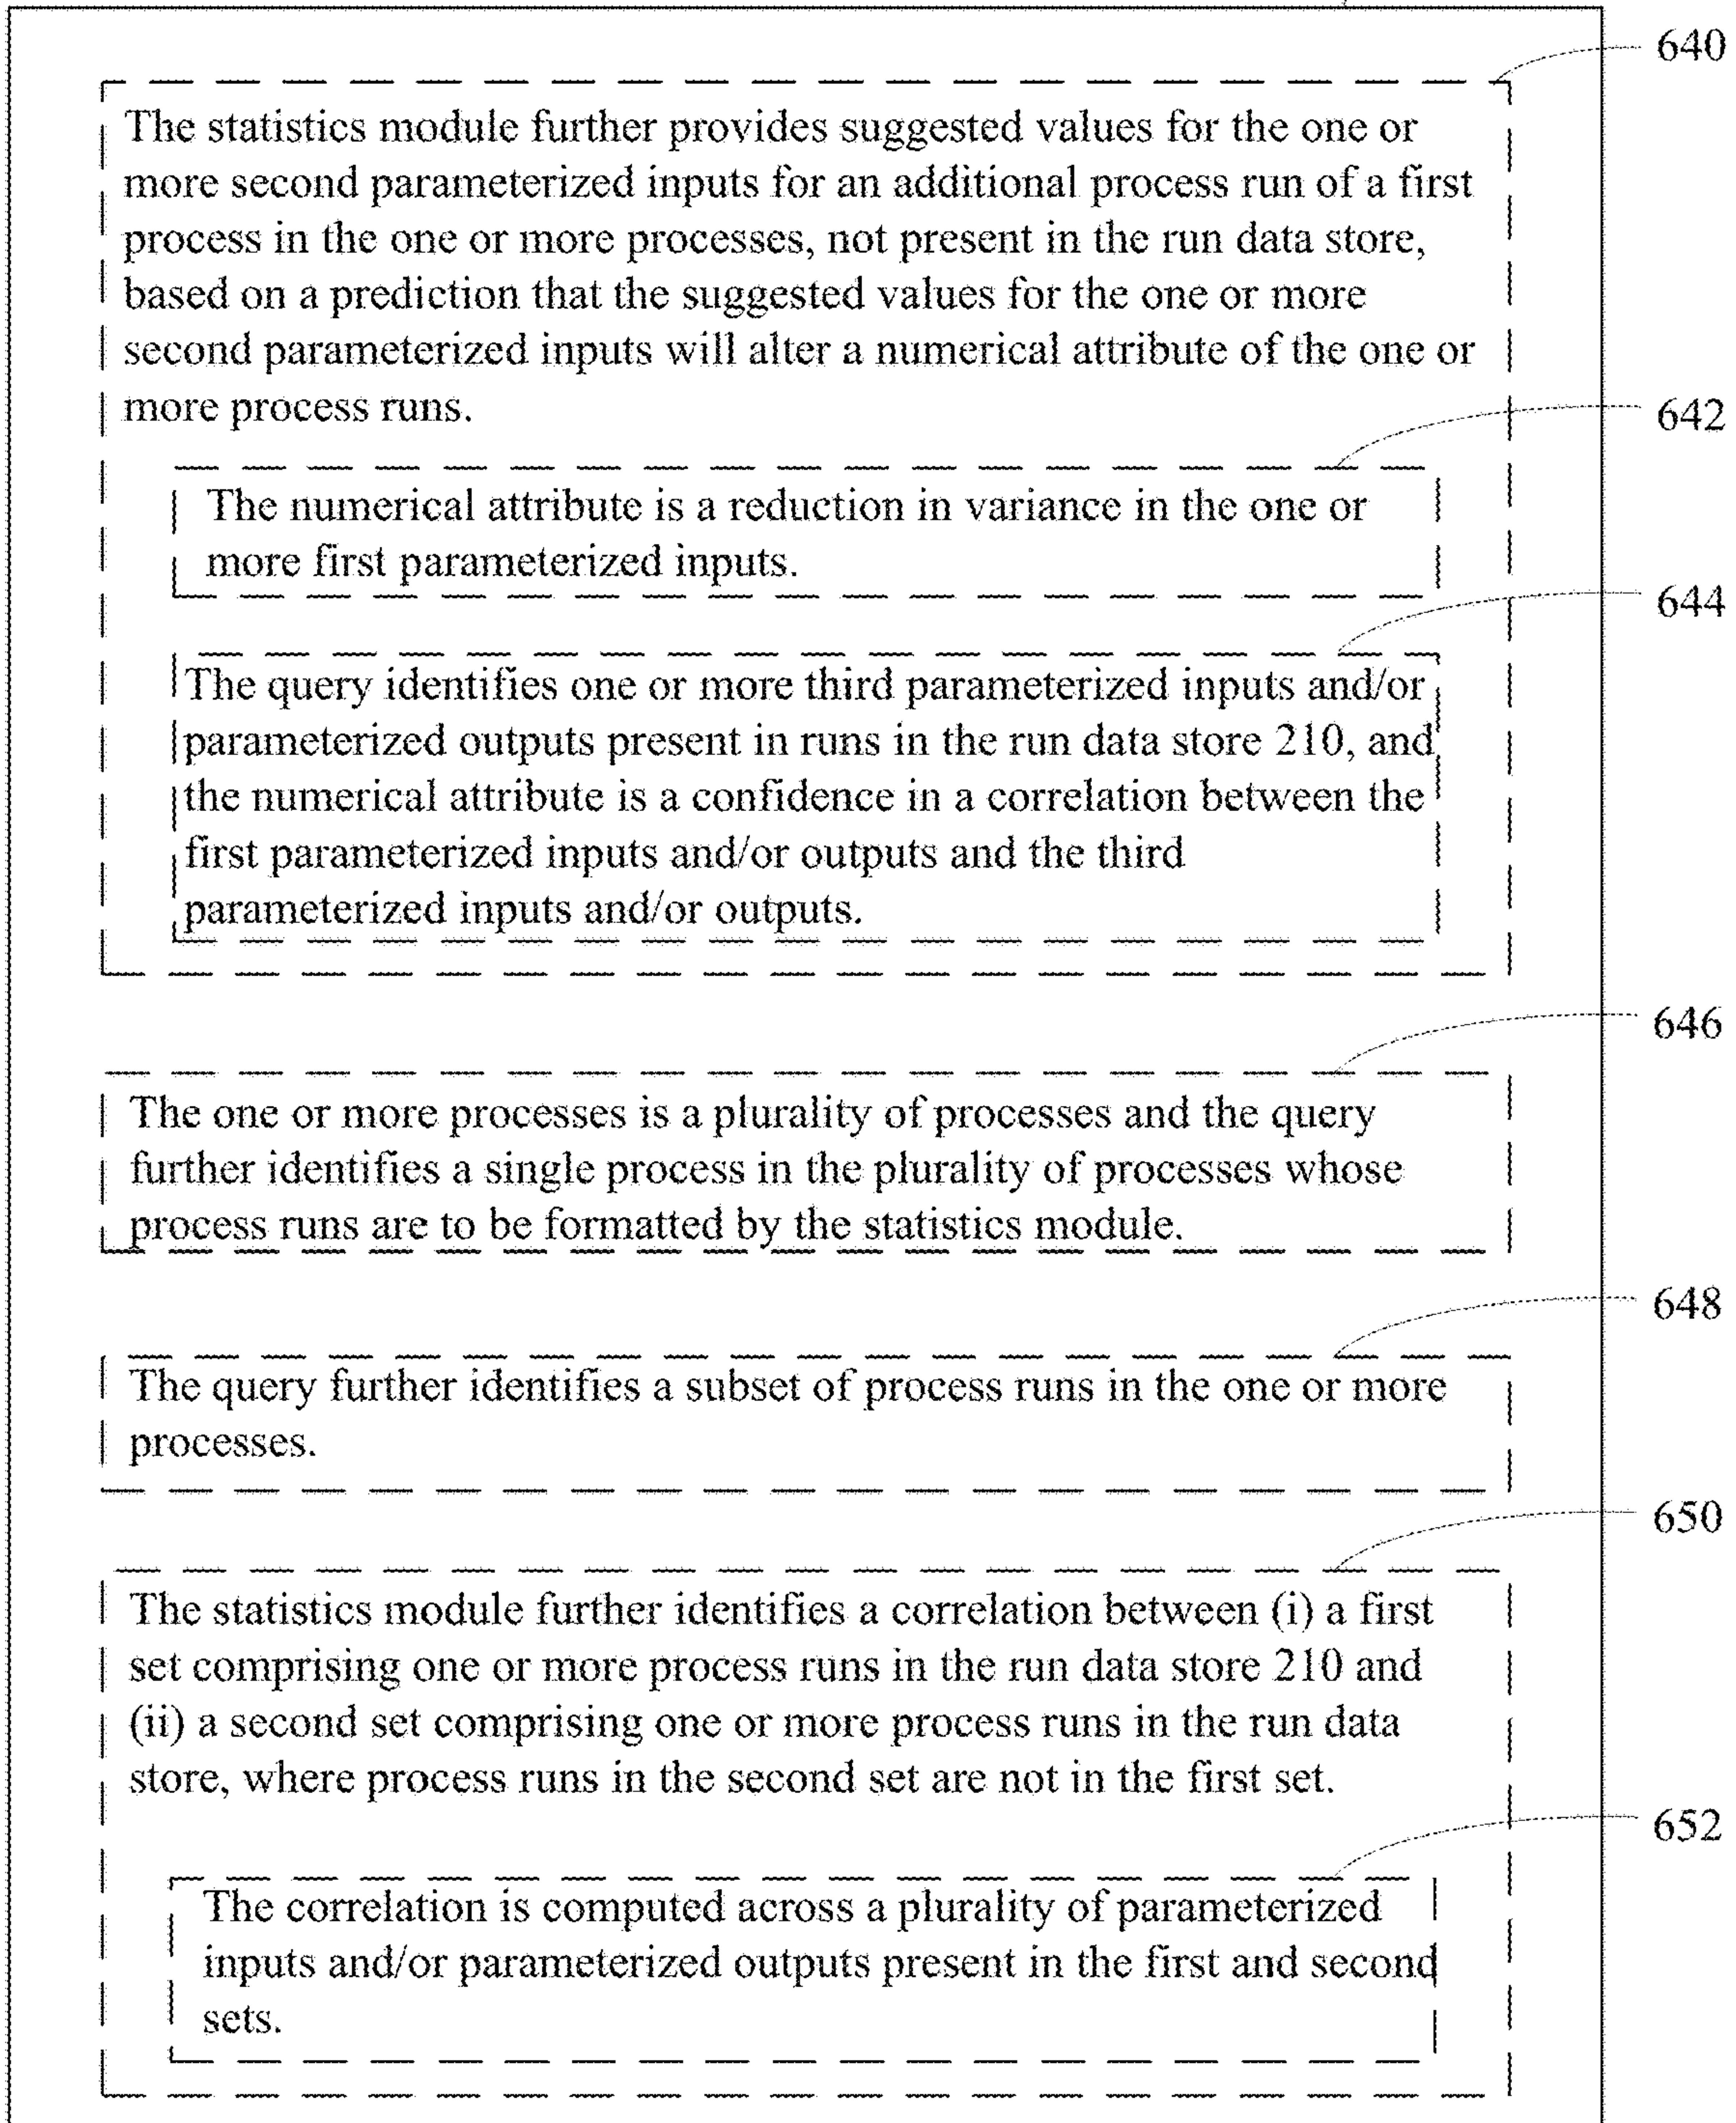 640
The statistics module further provides suggested values for the one or
more second parameterized inputs for an additional process run of a first
process in the one or more processes, not present in the run data store,
based on a prediction that the suggested values for the one or more
second parameterized inputs will alter a numerical attribute of the one or
more process runs.
642
The numerical attribute is a reduction in variance in the one or
more first parameterized inputs.
644
The query identifies one or more third parameterized inputs and/or
parameterized outputs present in runs in the run data store 210, and
the numerical attribute is a confidence in a correlation between the
first parameterized inputs and/or outputs and the third
parameterized inputs and/or outputs.
646
The one or more processes is a plurality of processes and the query
further identifies a single process in the plurality of processes whose
process runs are to be formatted by the statistics module.
648
The query further identifies a subset of process runs in the one or more
processes.
650
The statistics module further identifies a correlation between (i) a first
set comprising one or more process runs in the run data store 210 and
(ii) a second set comprising one or more process runs in the run data
store, where process runs in the second set are not in the first set.
652
The correlation is computed across a plurality of parameterized
inputs and/or parameterized outputs present in the first and second
sets.